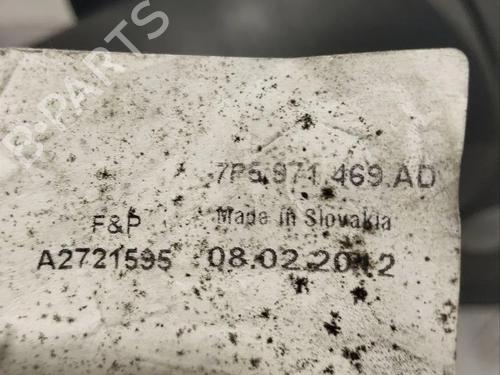 B-PARTS
7P5.971.469.AD
F&P
Made in Slovakia
A2721595 08.02.2012